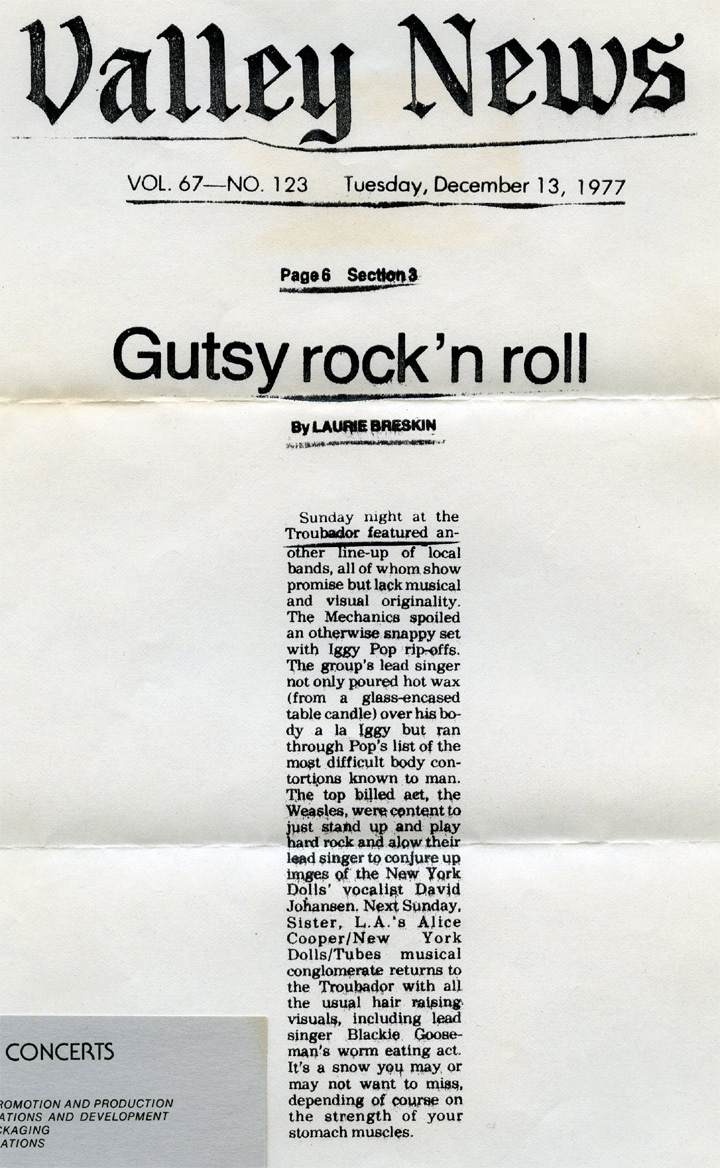 Valley News
VOL. 67—NO. 123 Tuesday, December 13, 1977
Page 6 Section 3
Gutsy rock 'n roll
By LAURIE BRESKIN
Sunday night at the
Troubador featured an-
other line-up of local
bands, all of whom show
promise but lack musical
and visual originality.
The Mechanics spoiled
an otherwise snappy set
with Iggy Pop rip-offs.
The group's lead singer
not only poured hot wax
(from a glass-encased
table candle) over his bo-
dy a la Iggy but ran
through Pop's list of the
most difficult body con-
tortions known to man.
The top billed act, the
Weasles, were content to
just stand up and play
hard rock and alow their
lead singer to conjure up
imges of the New York
Dolls' vocalist David
Johansen. Next Sunday,
Sister, L.A.'s Alice
Cooper/New York
Dolls/Tubes musical
conglomerate returns to
the Troubador with all
the usual hair raising
visuals, including lead
singer Blackie Goose-
man's worm eating act.
It's a snow you may or
may not want to miss,
depending of course on
the strength of your
stomach muscles.
CONCERTS
ROMOTION AND PRODUCTION
ATIONS AND DEVELOPMENT
CKAGING
ATIONS